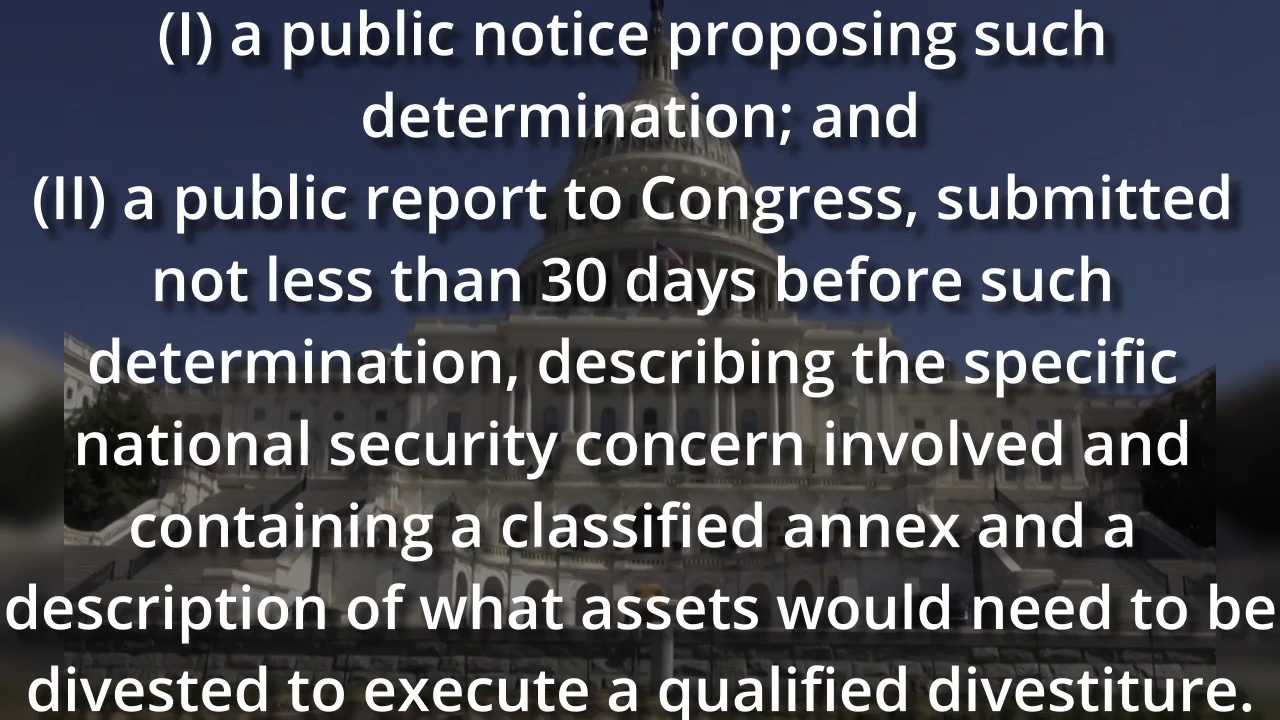 (I) a public notice proposing such
determination; and
(II) a public report to Congress, submitted
not less than 30 days before such
determination, describing the specific
national security concern involved and
containing a classified annex and a
description of what assets would need to be
divested to execute a qualified divestiture.